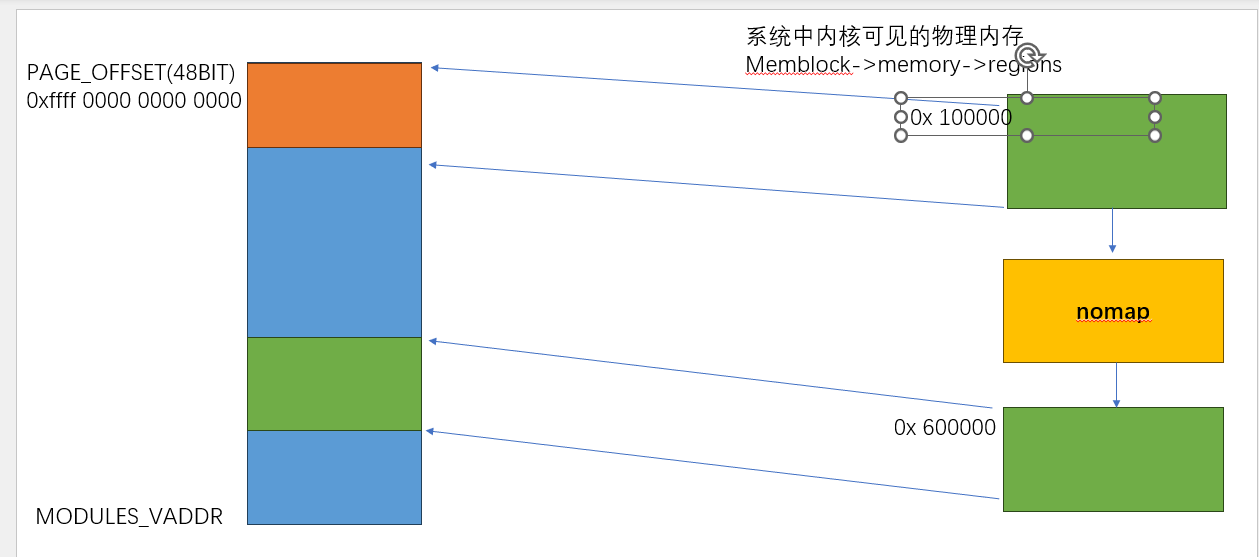 系统中内核可见的物理内存
Memblock->memory->regions
PAGE_OFFSET(48BIT)
0xffff 0000 0000 0000
0x 100000
nomap
0x 600000
MODULES_VADDR